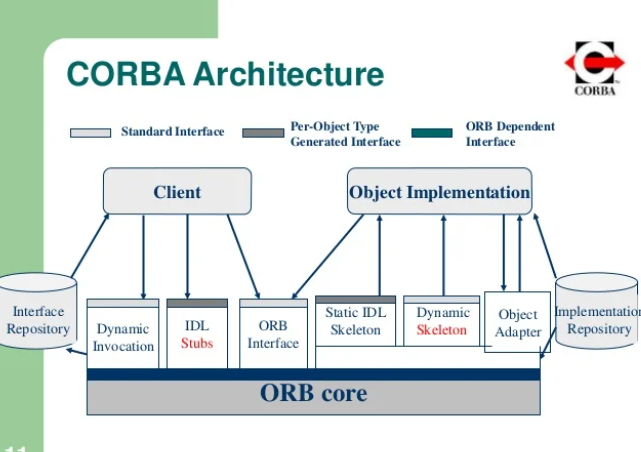 CORBA Architecture
CORBA
Standard Interface
Per-Object Type
Generated Interface
ORB Dependent
Interface
Client
Object Implementation
Interface
Repository
Dynamic
Invocation
IDL
Stubs
ORB
Interface
Static IDL
Skeleton
Dynamic
Skeleton
Object
Adapter
Implementation
Repository
ORB core
11